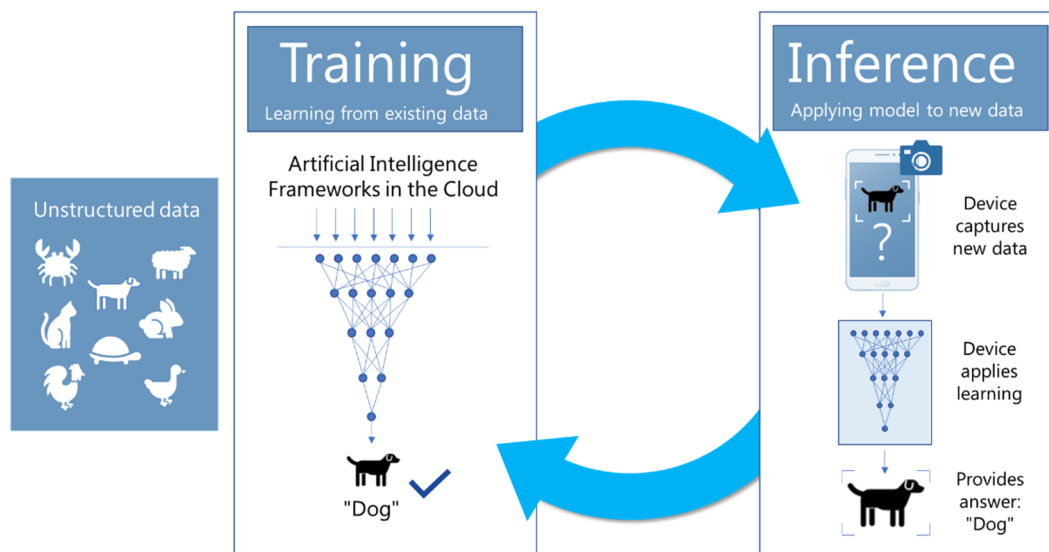 Unstructured data
Training
Learning from existing data
Artificial Intelligence
Frameworks in the Cloud
"Dog"
Inference
Applying model to new data
?
Device
captures
new data
Device
applies
learning
Provides
answer:
"Dog"